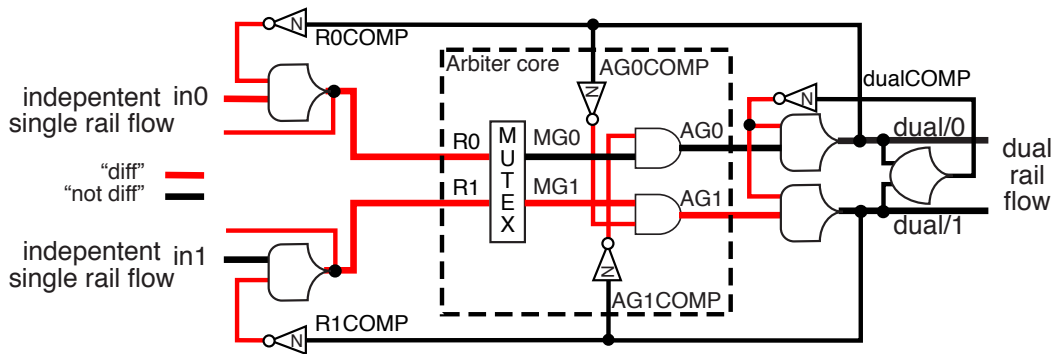 R0COMP
Arbiter core
AG0COMP
dualCOMP
indepentent
single rail flow
in0
N
N
N
R0
MUTEX
MG0
AG0
dual/0
"diff"
"not diff"
R1
MG1
AG1
dual/1
dual
rail
flow
indepentent
single rail flow
in1
N
AG1COMP
R1COMP
N